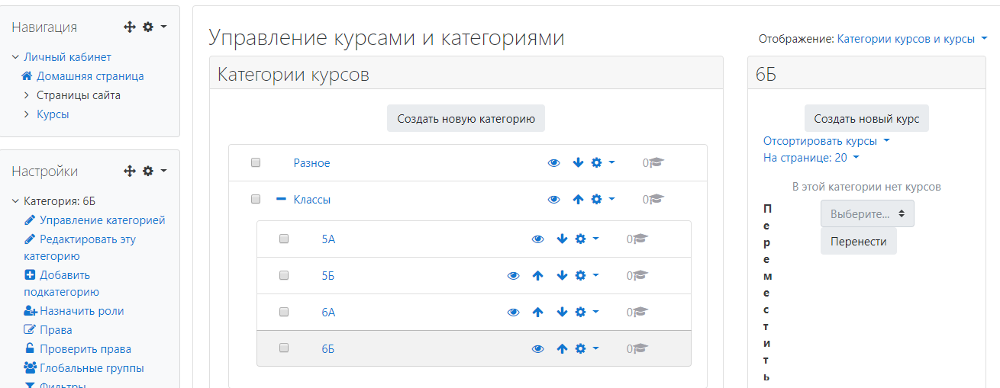 Навигация
Личный кабинет
Домашняя страница
Страницы сайта
Курсы
Настройки
Категория: 6Б
Управление категорией
Редактировать эту
категорию
Добавить
подкатегорию
Назначить роли
Права
Проверить права
Глобальные группы
Фильтры
Управление курсами и категориями
Отображение: Категории курсов и курсы
Категории курсов
Создать новую категорию
Разное 0
Классы 0
5А 0
5Б 0
6А 0
6Б 0
6Б
Создать новый курс
Отсортировать курсы
На странице: 20
В этой категории нет курсов
Переместить
Выберите...
Перенести